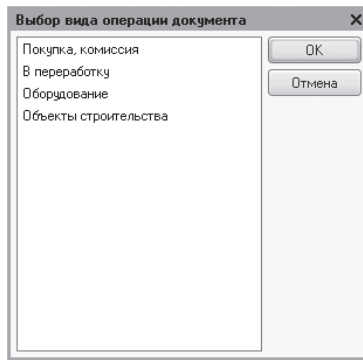 Выбор вида операции документа
Покупка, комиссия
OK
В переработку
Отмена
Оборудование
Объекты строительства